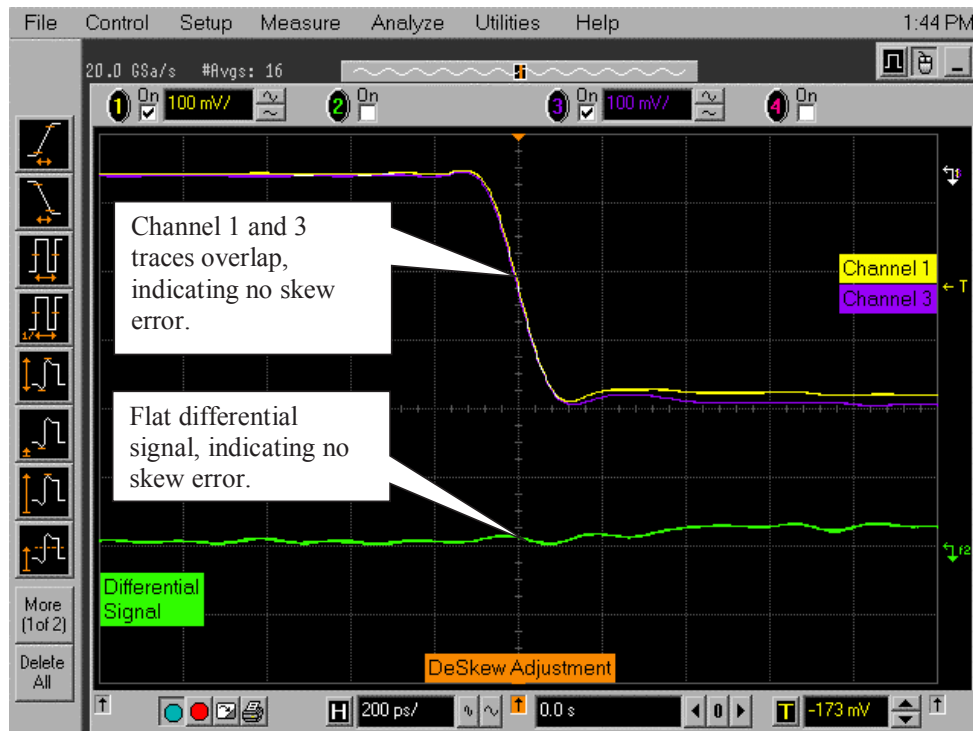 File Control Setup Measure Analyze Utilities Help 1:44 PM
20.0 GSa/s #Avgs: 16
1 On 100 mV/ 2 On 3 On 100 mV/ 4 On
Channel 1 and 3
traces overlap,
indicating no skew
error.
Channel 1
T
Channel 3
1/
Flat differential
signal, indicating no
skew error.
f2
Differential
Signal
More
(1 of 2)
Delete
All
DeSkew Adjustment
H 200 ps/ 0.0 s 0 T -173 mV